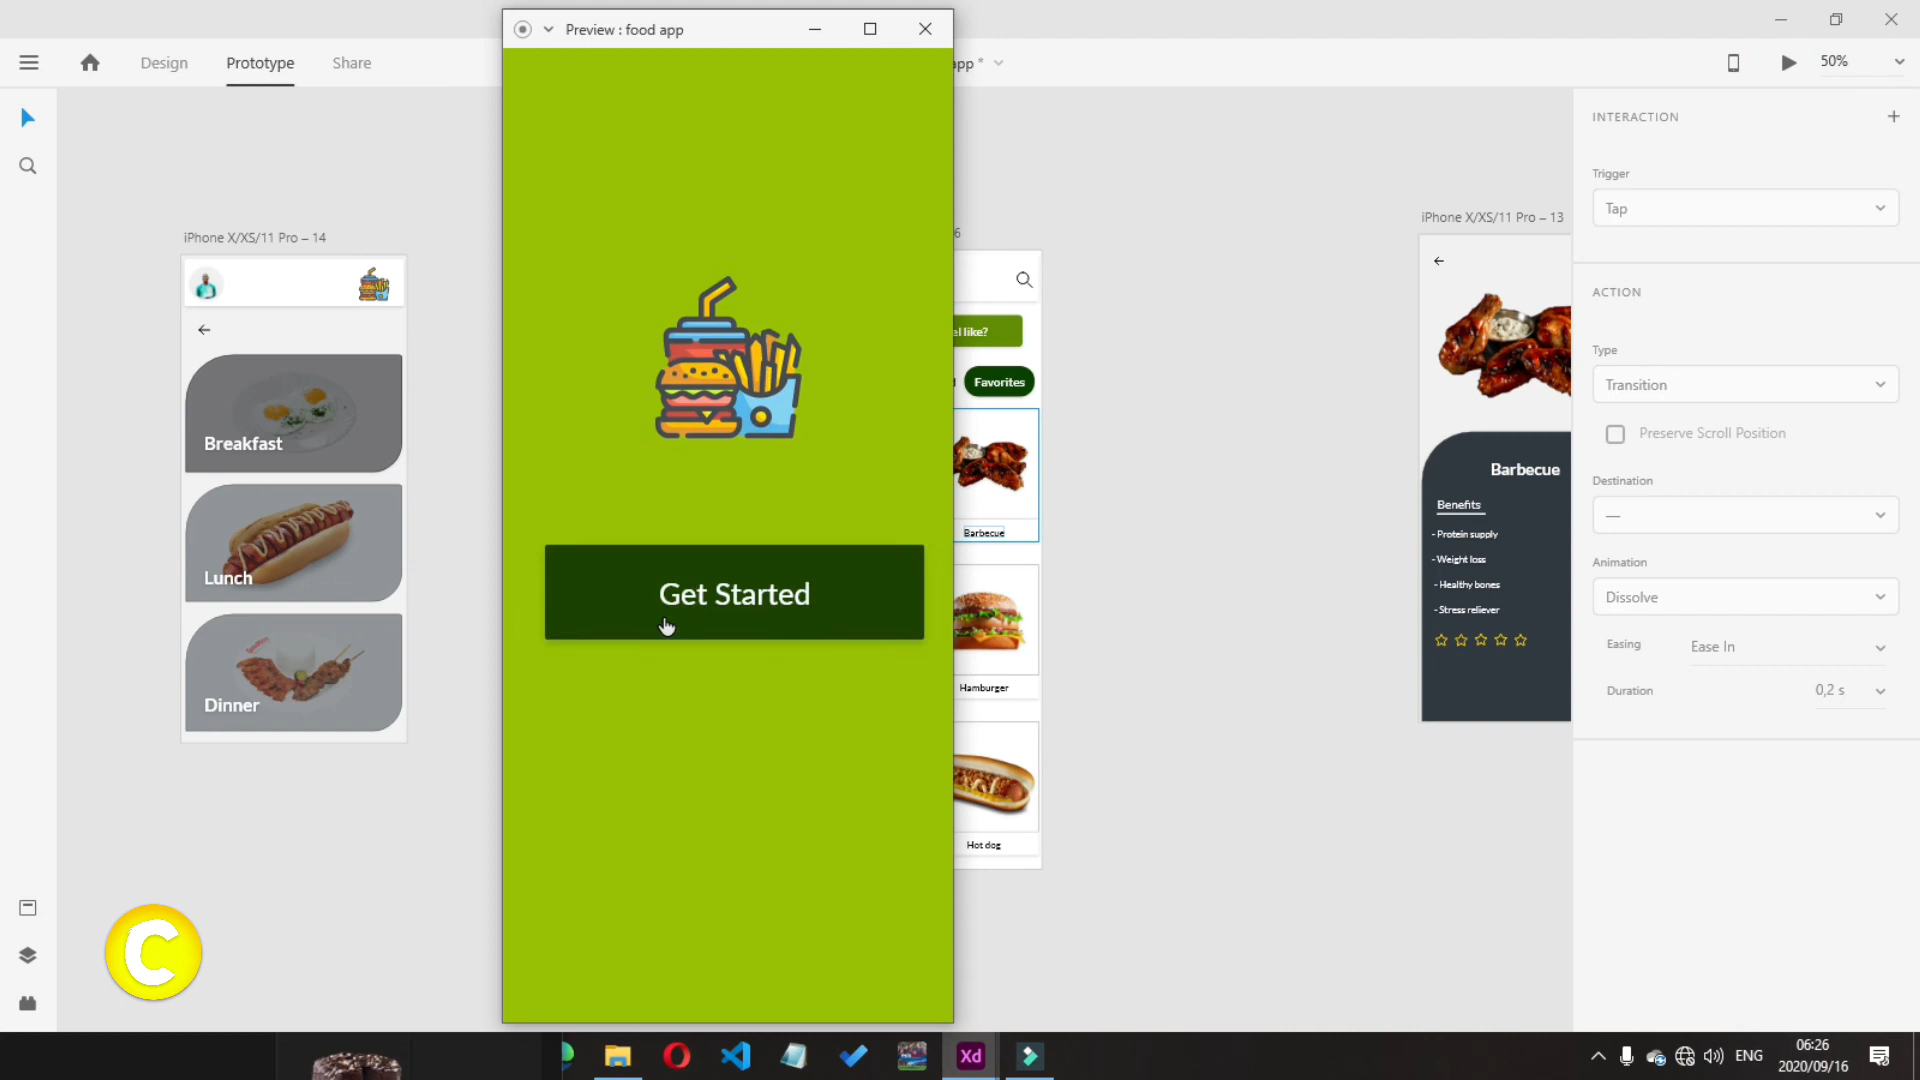 Preview : food app
Design
Prototype
Share
app *
50%
INTERACTION
Trigger
Tap
ACTION
Type
Transition
Preserve Scroll Position
Destination
—
Animation
Dissolve
Easing
Ease In
Duration
0,2 s
iPhone X/XS/11 Pro – 14
Breakfast
Lunch
Dinner
Get Started
6
el like?
d
Favorites
Barbecue
Hamburger
Hot dog
iPhone X/XS/11 Pro – 13
Barbecue
Benefits
- Protein supply
- Weight loss
- Healthy bones
- Stress reliever
C
Xd
ENG
06:26
2020/09/16